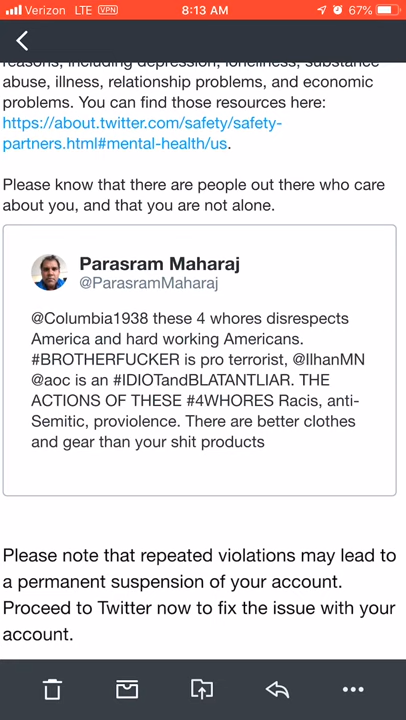 Verizon LTE VPN 8:13 AM 67%
reasons, including depression, loneliness, substance
abuse, illness, relationship problems, and economic
problems. You can find those resources here:
https://about.twitter.com/safety/safety-
partners.html#mental-health/us.
Please know that there are people out there who care
about you, and that you are not alone.
Parasram Maharaj
@ParasramMaharaj
@Columbia1938 these 4 whores disrespects
America and hard working Americans.
#BROTHERFUCKER is pro terrorist, @IlhanMN
@aoc is an #IDIOTandBLATANTLIAR. THE
ACTIONS OF THESE #4WHORES Racis, anti-
Semitic, proviolence. There are better clothes
and gear than your shit products
Please note that repeated violations may lead to
a permanent suspension of your account.
Proceed to Twitter now to fix the issue with your
account.